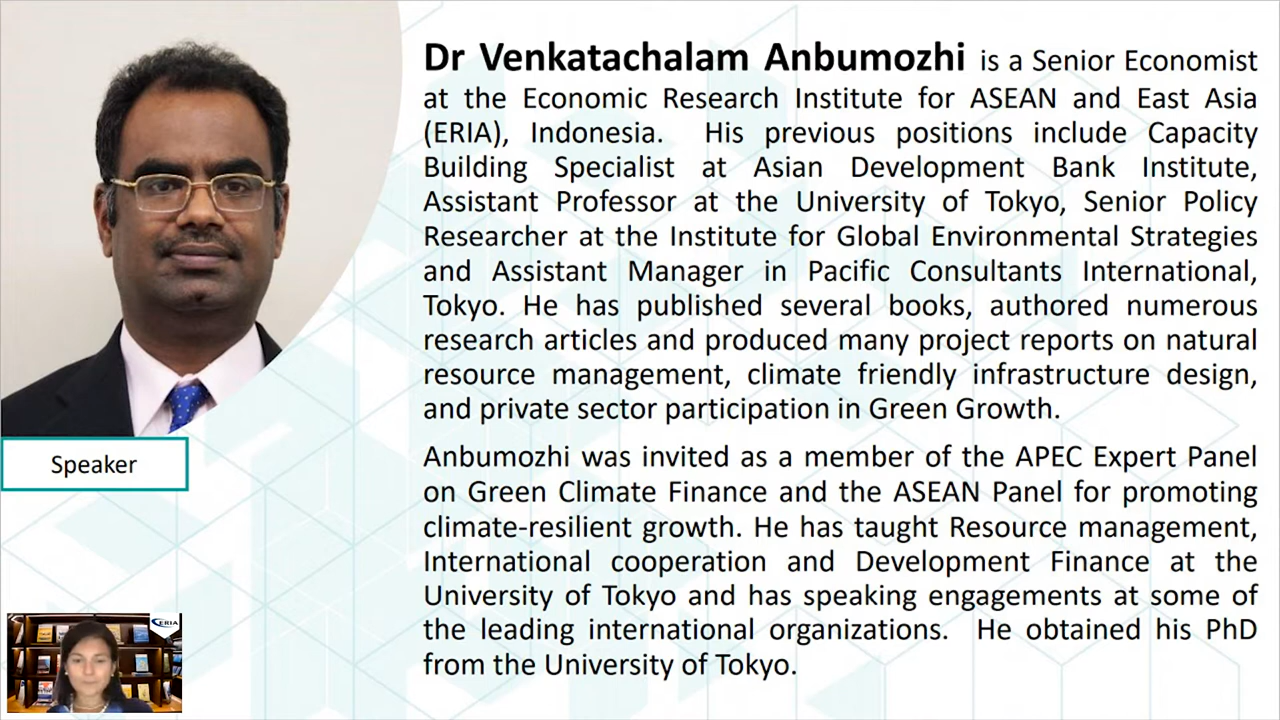 Dr Venkatachalam Anbumozhi is a Senior Economist
at the Economic Research Institute for ASEAN and East Asia
(ERIA), Indonesia. His previous positions include Capacity
Building Specialist at Asian Development Bank Institute,
Assistant Professor at the University of Tokyo, Senior Policy
Researcher at the Institute for Global Environmental Strategies
and Assistant Manager in Pacific Consultants International,
Tokyo. He has published several books, authored numerous
research articles and produced many project reports on natural
resource management, climate friendly infrastructure design,
and private sector participation in Green Growth.
Anbumozhi was invited as a member of the APEC Expert Panel
on Green Climate Finance and the ASEAN Panel for promoting
climate-resilient growth. He has taught Resource management,
International cooperation and Development Finance at the
University of Tokyo and has speaking engagements at some of
the leading international organizations. He obtained his PhD
from the University of Tokyo.
Speaker
ERIA